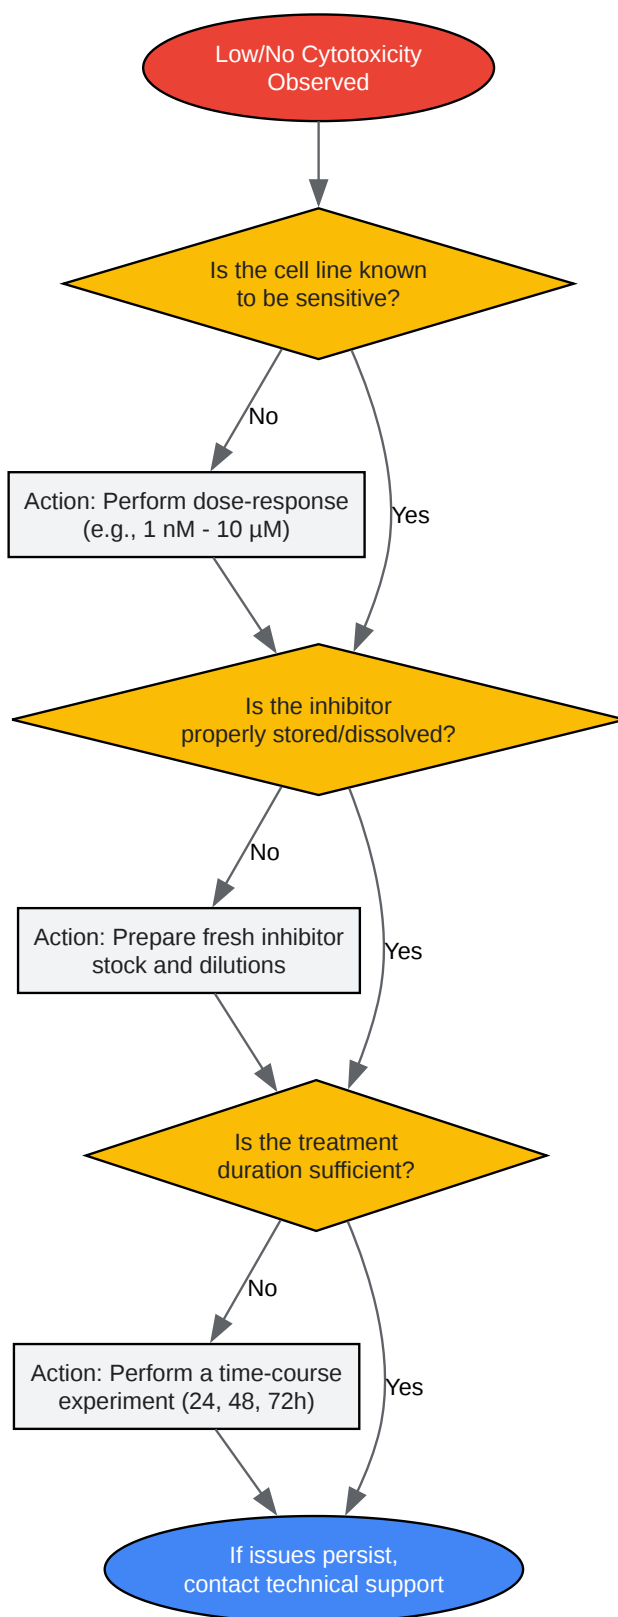 Low/No Cytotoxicity
Observed
Is the cell line known
to be sensitive?
No
Action: Perform dose-response
(e.g., 1 nM - 10 µM)
Yes
Is the inhibitor
properly stored/dissolved?
No
Action: Prepare fresh inhibitor
stock and dilutions
Yes
Is the treatment
duration sufficient?
No
Action: Perform a time-course
experiment (24, 48, 72h)
Yes
If issues persist,
contact technical support